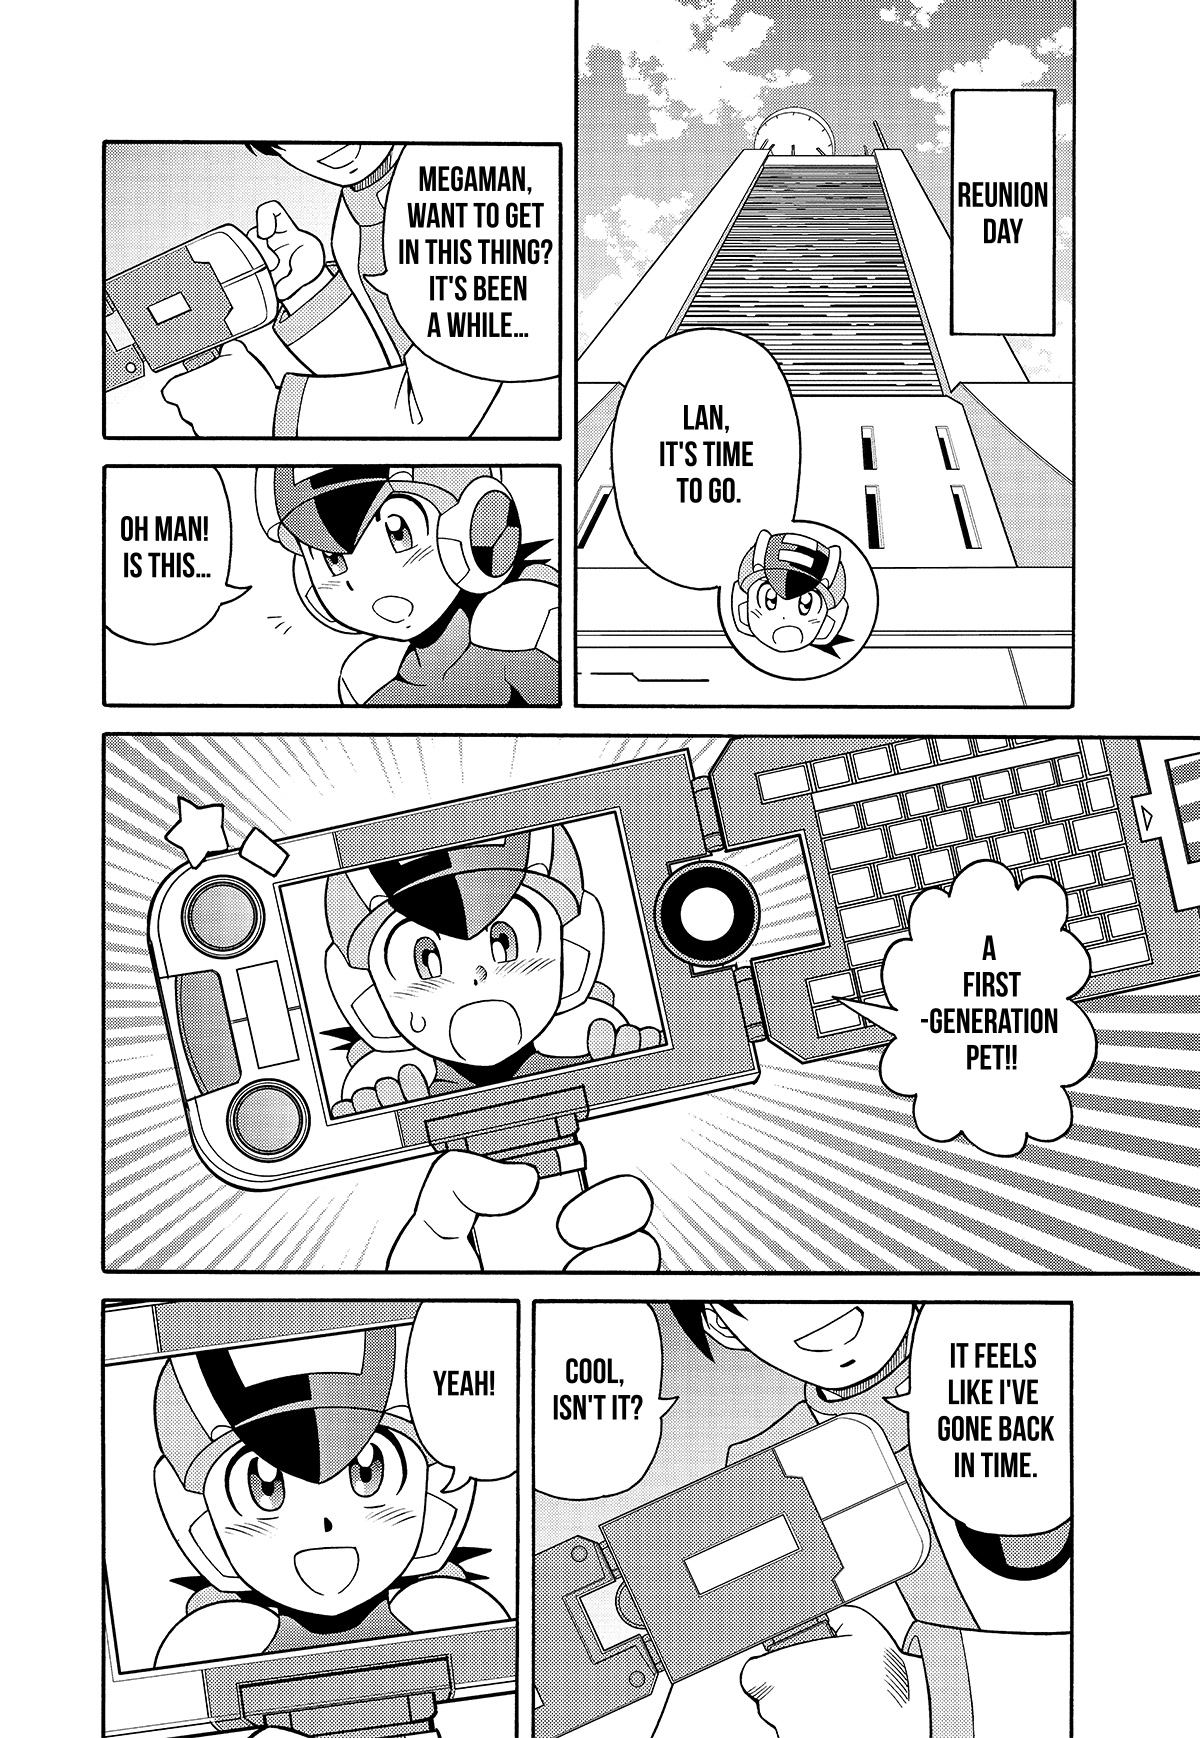 REUNION
DAY
LAN,
IT'S TIME
TO GO.
MEGAMAN,
WANT TO GET
IN THIS THING?
IT'S BEEN
A WHILE...
OH MAN!
IS THIS...
A
FIRST
-GENERATION
PET!!
IT FEELS
LIKE I'VE
GONE BACK
IN TIME.
COOL,
ISN'T IT?
YEAH!